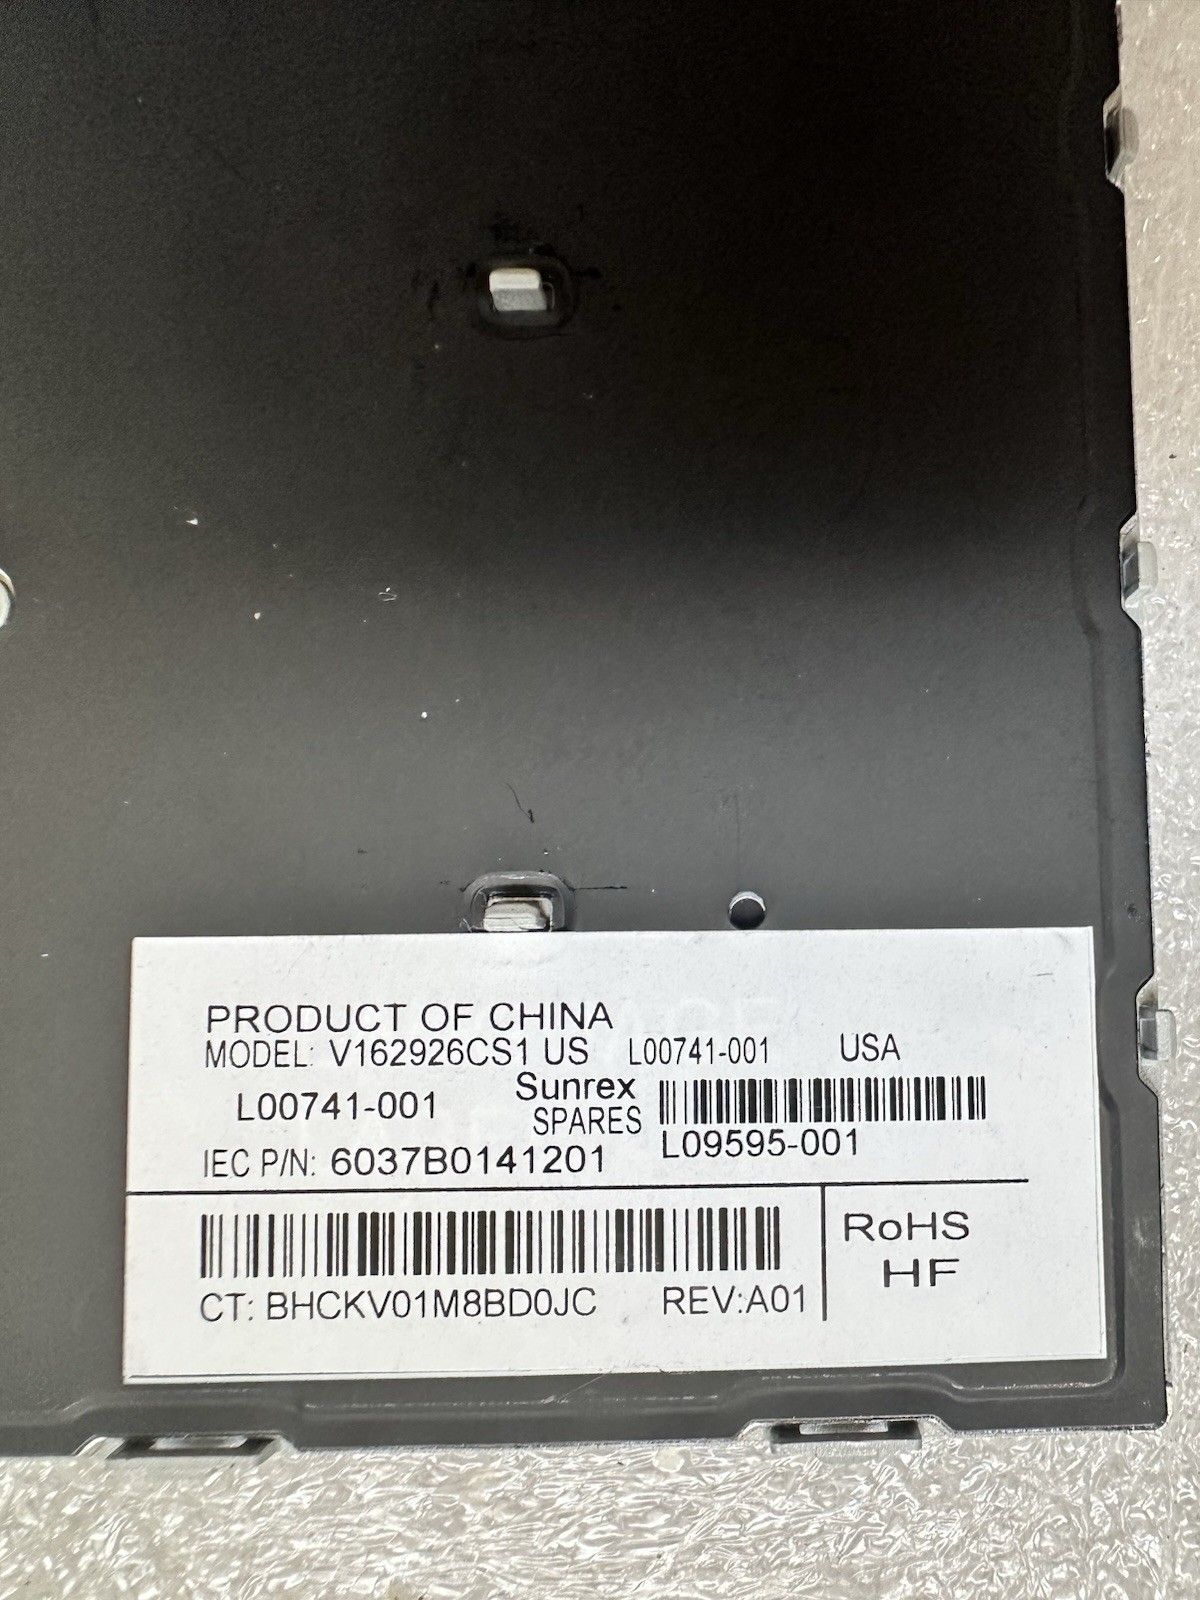 PRODUCT OF CHINA
MODEL: V162926CS1 US L00741-001 USA
L00741-001 Sunrex
SPARES
L09595-001
IEC P/N: 6037B0141201
RoHS
HF
CT: BHCKV01M8BD0JC REV:A01